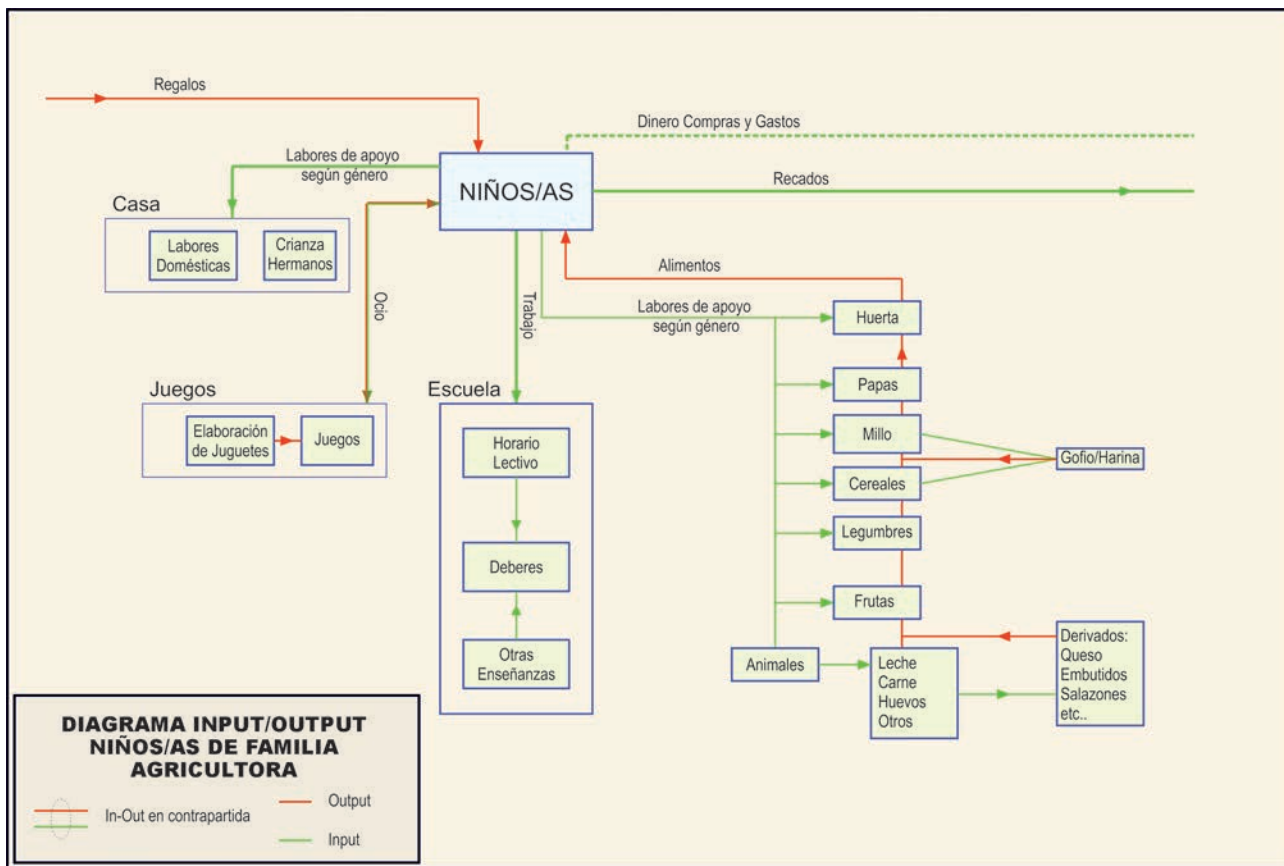 Regalos
Dinero Compras y Gastos
Labores de apoyo
según género
NIÑOS/AS
Recados
Casa
Labores
Domésticas
Crianza
Hermanos
Alimentos
Ocio
Trabajo
Labores de apoyo
según género
Huerta
Juegos
Escuela
Papas
Elaboración
de Juguetes
Juegos
Horario
Lectivo
Millo
Gofio/Harina
Cereales
Legumbres
Deberes
Frutas
Otras
Enseñanzas
Animales
Leche
Carne
Huevos
Otros
Derivados:
Queso
Embutidos
Salazones
etc..
DIAGRAMA INPUT/OUTPUT
NIÑOS/AS DE FAMILIA
AGRICULTORA
In-Out en contrapartida
Output
Input